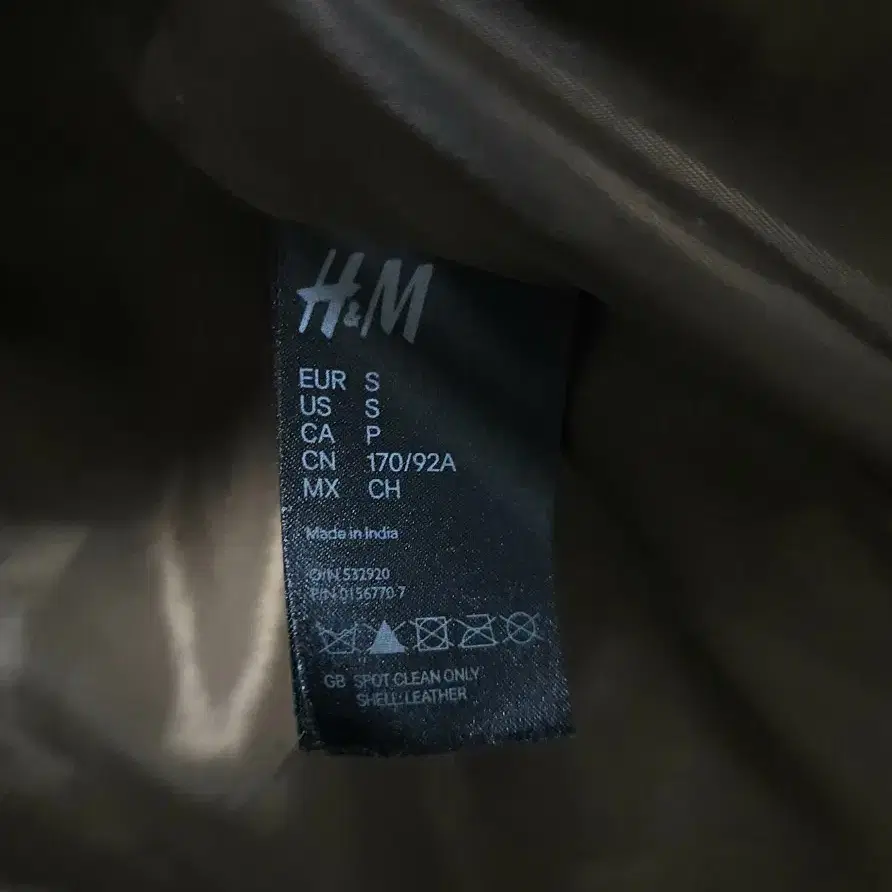 H&M
EUR S
US S
CA P
CN 170/92A
MX CH
Made in India
O/N 532920
P/N 0156770-7
GB SPOT CLEAN ONLY
SHELL: LEATHER